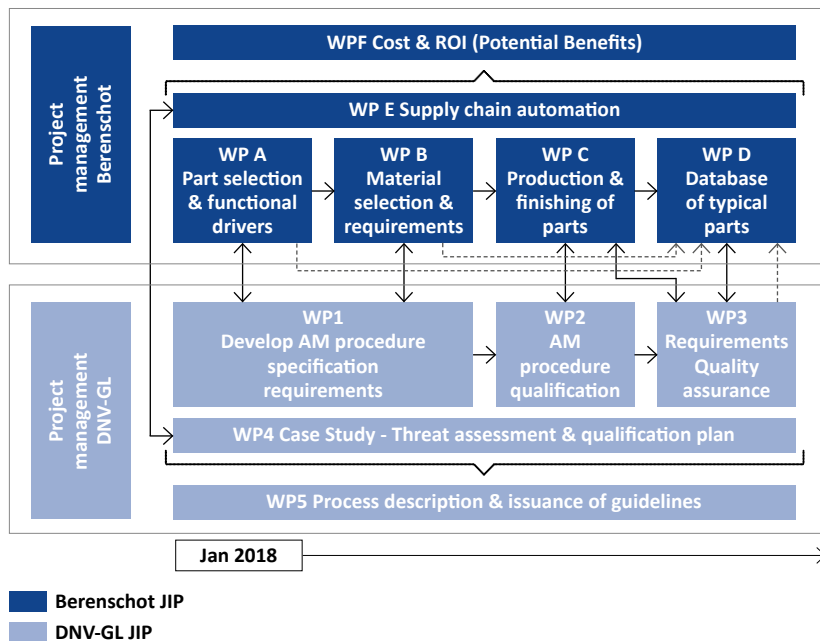 Project
management
Berenschot
WPF Cost & ROI (Potential Benefits)
WP E Supply chain automation
WP A
Part selection
& functional
drivers
WP B
Material
selection &
requirements
WP C
Production &
finishing of
parts
WP D
Database
of typical
parts
Project
management
DNV-GL
WP1
Develop AM procedure
specification
requirements
WP2
AM
procedure
qualification
WP3
Requirements
Quality
assurance
WP4 Case Study - Threat assessment & qualification plan
WP5 Process description & issuance of guidelines
Jan 2018
Berenschot JIP
DNV-GL JIP